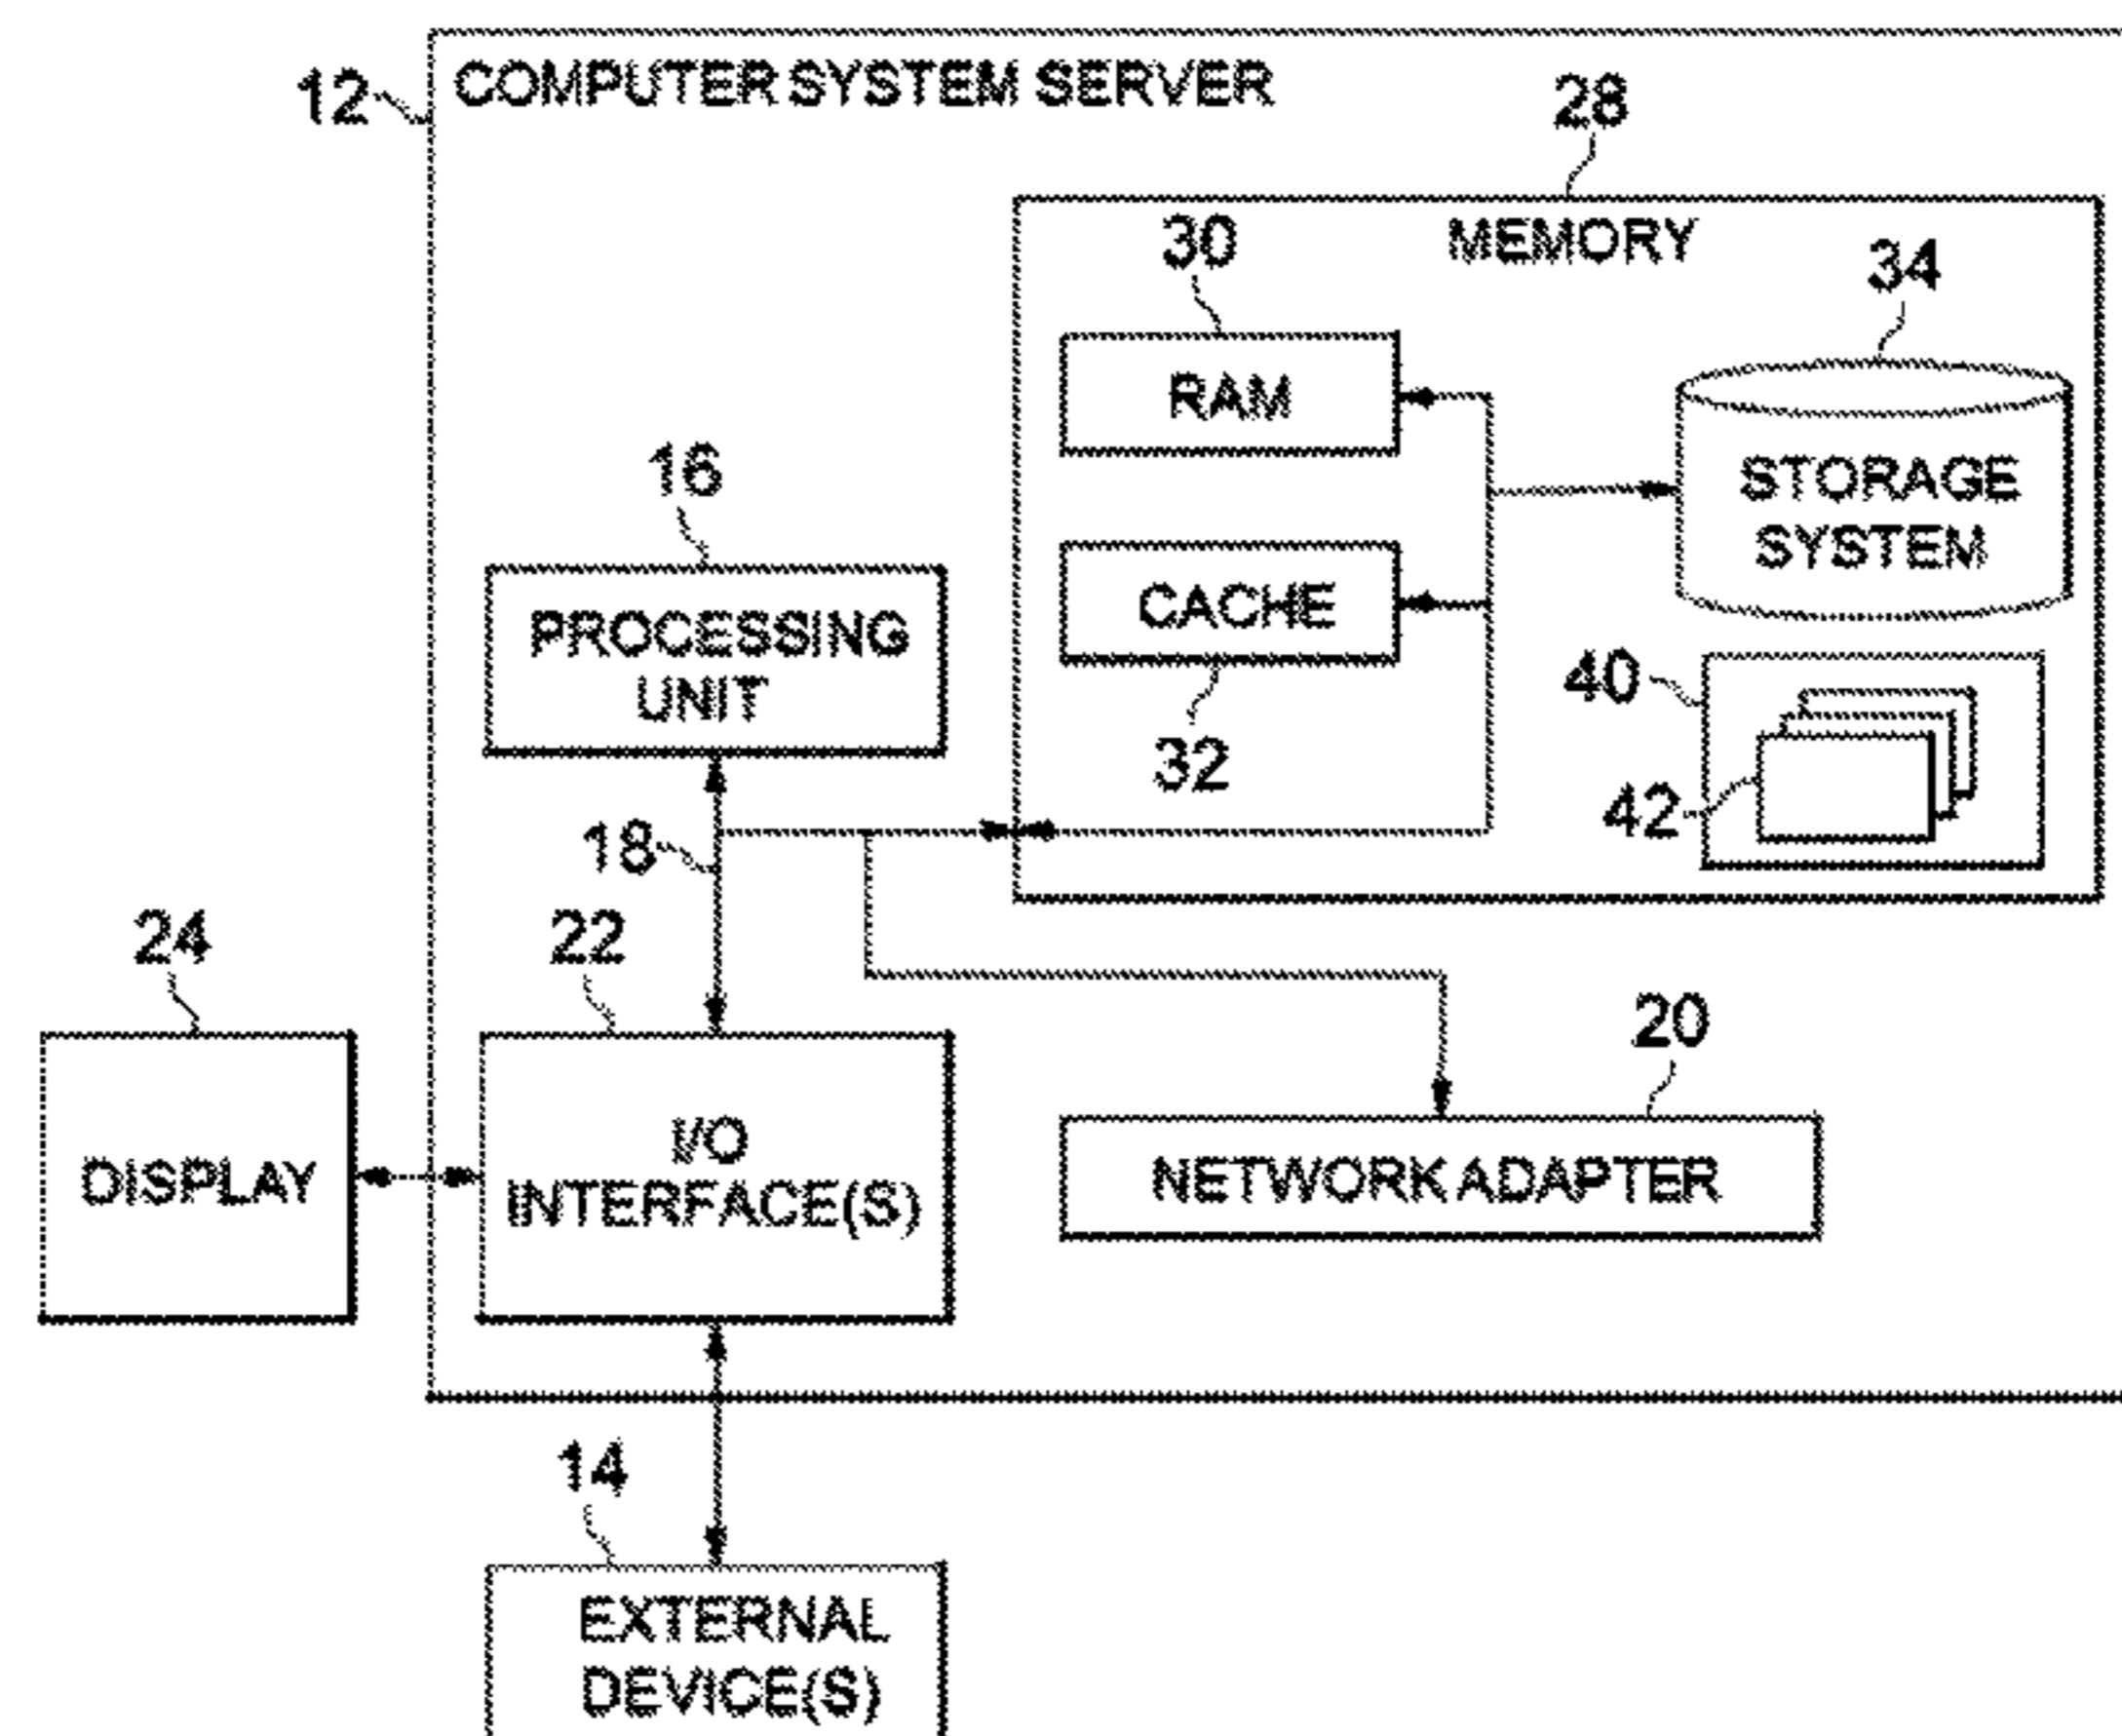 12
COMPUTER SYSTEM SERVER
28
MEMORY
30
34
RAM
STORAGE
SYSTEM
16
PROCESSING
UNIT
CACHE
32
40
42
18
24
22
20
DISPLAY
I/O
INTERFACE(S)
NETWORK ADAPTER
14
EXTERNAL
DEVICE(S)